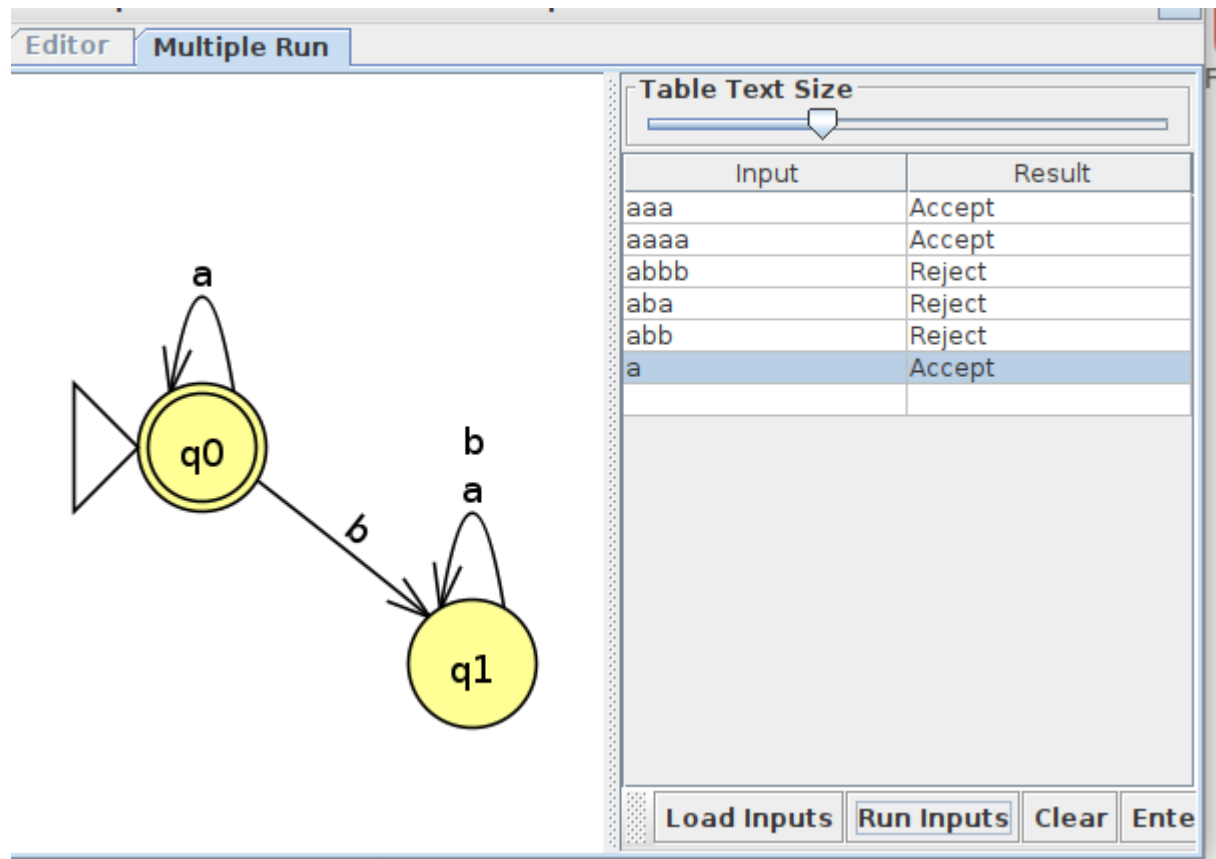 Editor
Multiple Run
Table Text Size
Input Result
aaa Accept
aaaa Accept
abbb Reject
aba Reject
abb Reject
a Accept
a
q0
b
b
a
q1
Load Inputs Run Inputs Clear Ente